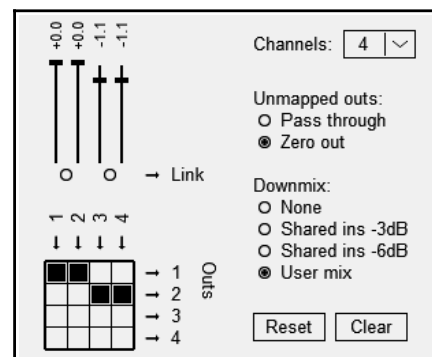 +0.0 +0.0 -1.1 -1.1
Channels: 4
Unmapped outs:
Pass through
Zero out
Link
Downmix:
None
Shared ins -3dB
Shared ins -6dB
User mix
1 2 3 4
1
2
3
4
Outs
Reset Clear